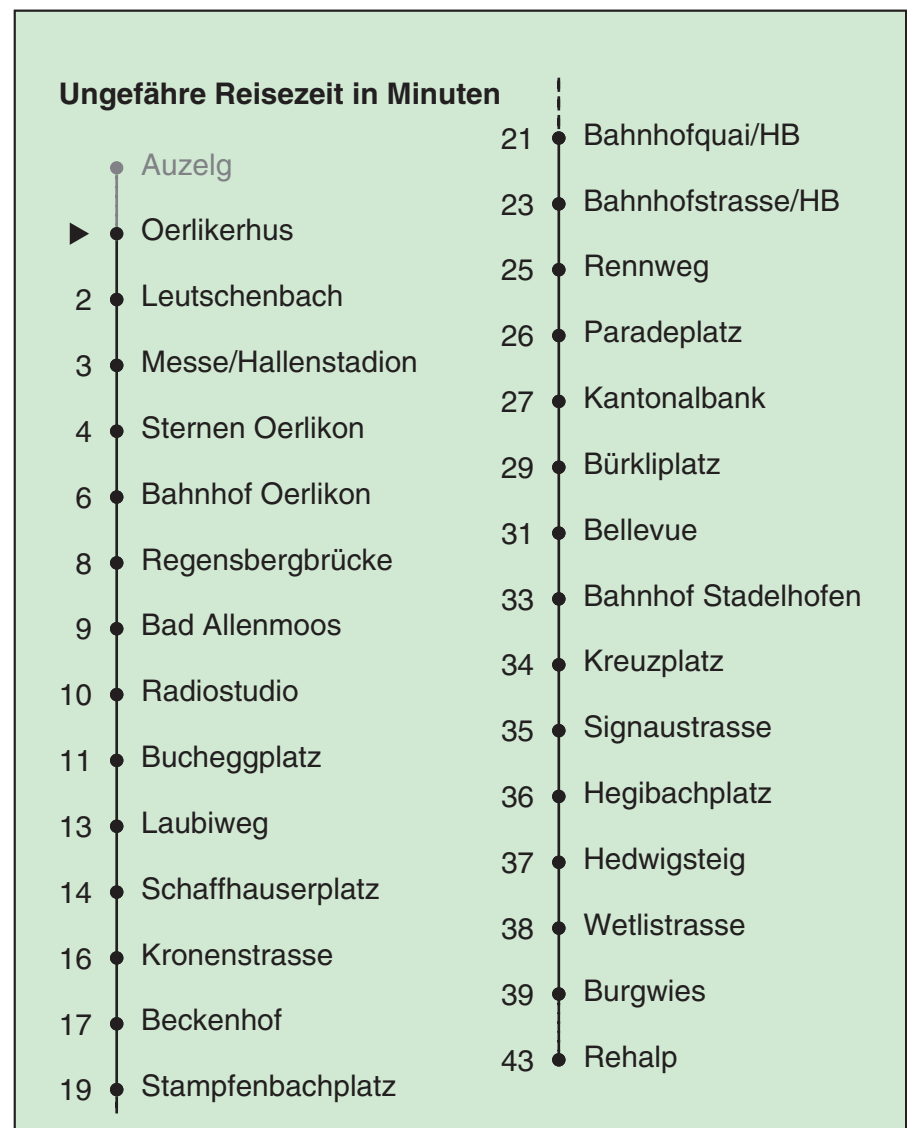 Ungefähre Reisezeit in Minuten
Auzelg
Oerlikerhus
2 Leutschenbach
3 Messe/Hallenstadion
4 Sternen Oerlikon
6 Bahnhof Oerlikon
8 Regensbergbrücke
9 Bad Allenmoos
10 Radiostudio
11 Bucheggplatz
13 Laubiweg
14 Schaffhauserplatz
16 Kronenstrasse
17 Beckenhof
19 Stampfenbachplatz
21 Bahnhofquai/HB
23 Bahnhofstrasse/HB
25 Rennweg
26 Paradeplatz
27 Kantonalbank
29 Bürkliplatz
31 Bellevue
33 Bahnhof Stadelhofen
34 Kreuzplatz
35 Signaustrasse
36 Hegibachplatz
37 Hedwigsteig
38 Wetlistrasse
39 Burgwies
43 Rehalp